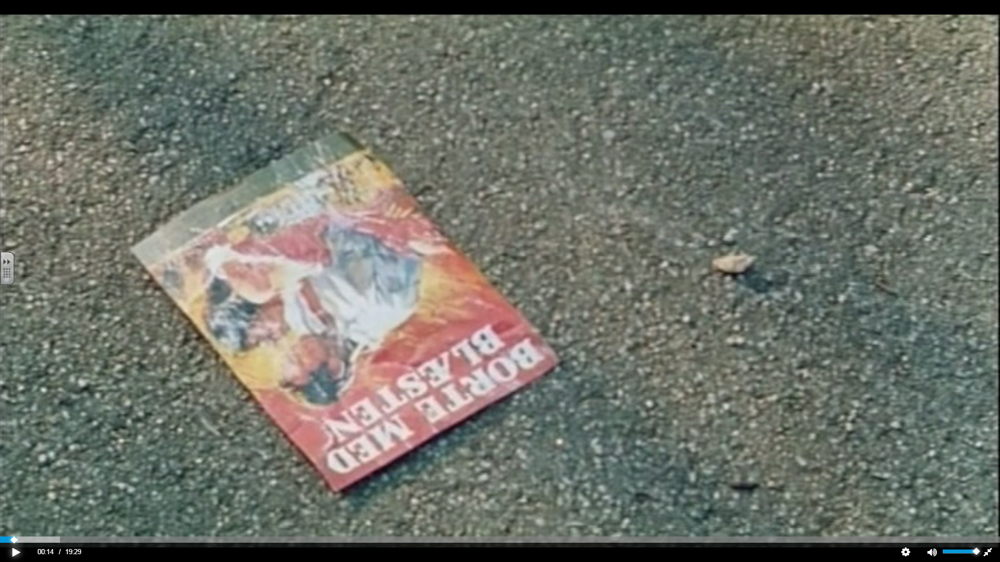 BORTE MED
BLÆSTEN
00:14 / 19:29